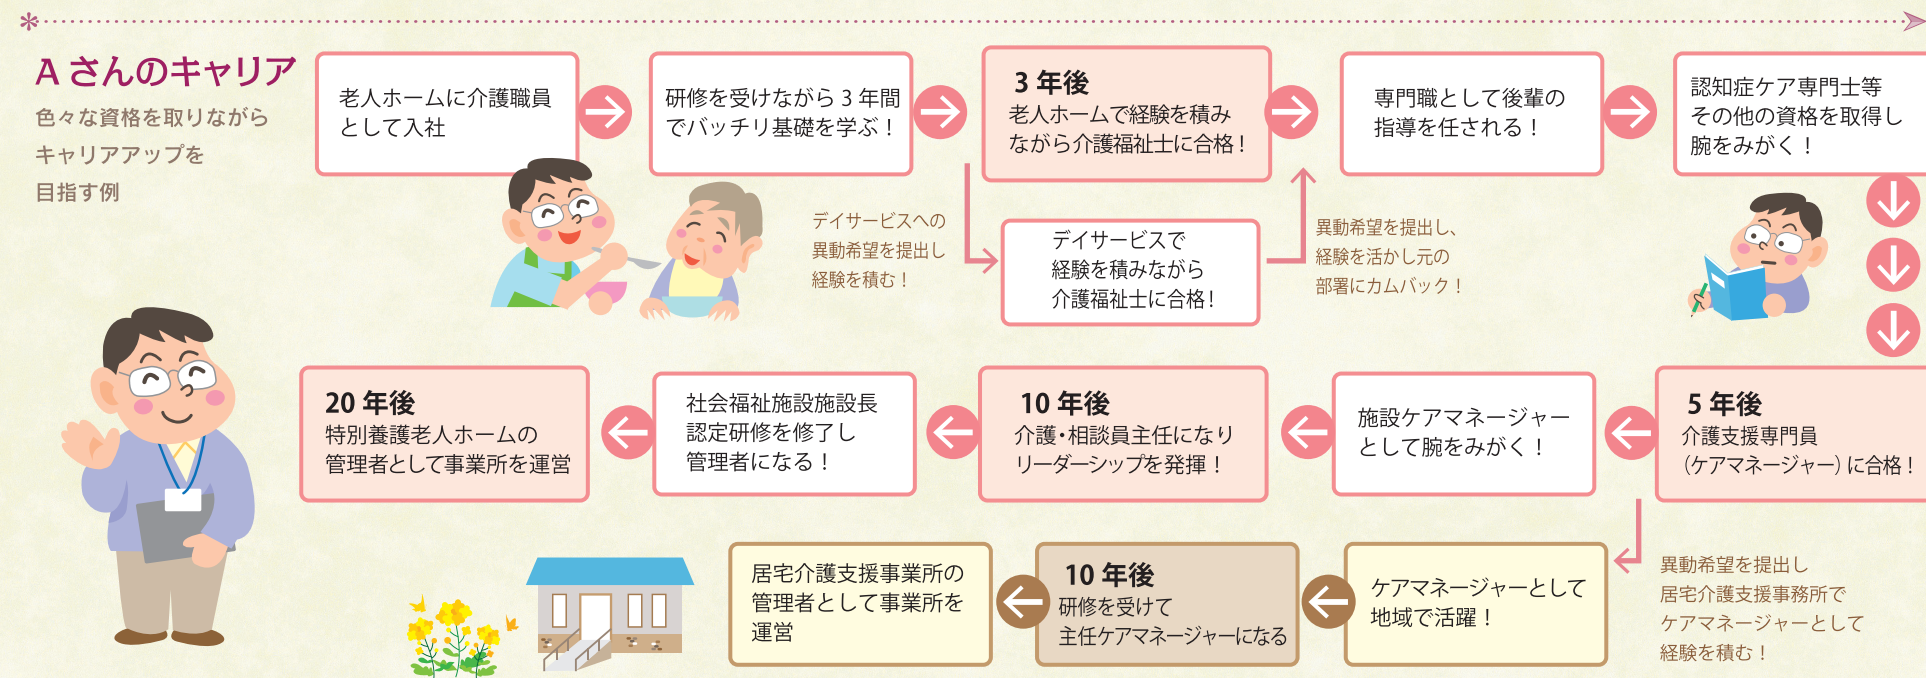 Aさんのキャリア
色々な資格を取りながら
キャリアアップを
目指す例
老人ホームに介護職員
として入社
研修を受けながら3年間
でバッチリ基礎を学ぶ！
3年後
老人ホームで経験を積み
ながら介護福祉士に合格！
専門職として後輩の
指導を任される！
認知症ケア専門士等
その他の資格を取得し
腕をみがく！
デイサービスへの
異動希望を提出し
経験を積む！
デイサービスで
経験を積みながら
介護福祉士に合格！
異動希望を提出し、
経験を活かし元の
部署にカムバック！
5年後
介護支援専門員
（ケアマネージャー）に合格！
施設ケアマネージャー
として腕をみがく！
10年後
介護・相談員主任になり
リーダーシップを発揮！
社会福祉施設施設長
認定研修を修了し
管理者になる！
20年後
特別養護老人ホームの
管理者として事業所を運営
異動希望を提出し
居宅介護支援事務所で
ケアマネージャーとして
経験を積む！
ケアマネージャーとして
地域で活躍！
10年後
研修を受けて
主任ケアマネージャーになる
居宅介護支援事業所の
管理者として事業所を
運営